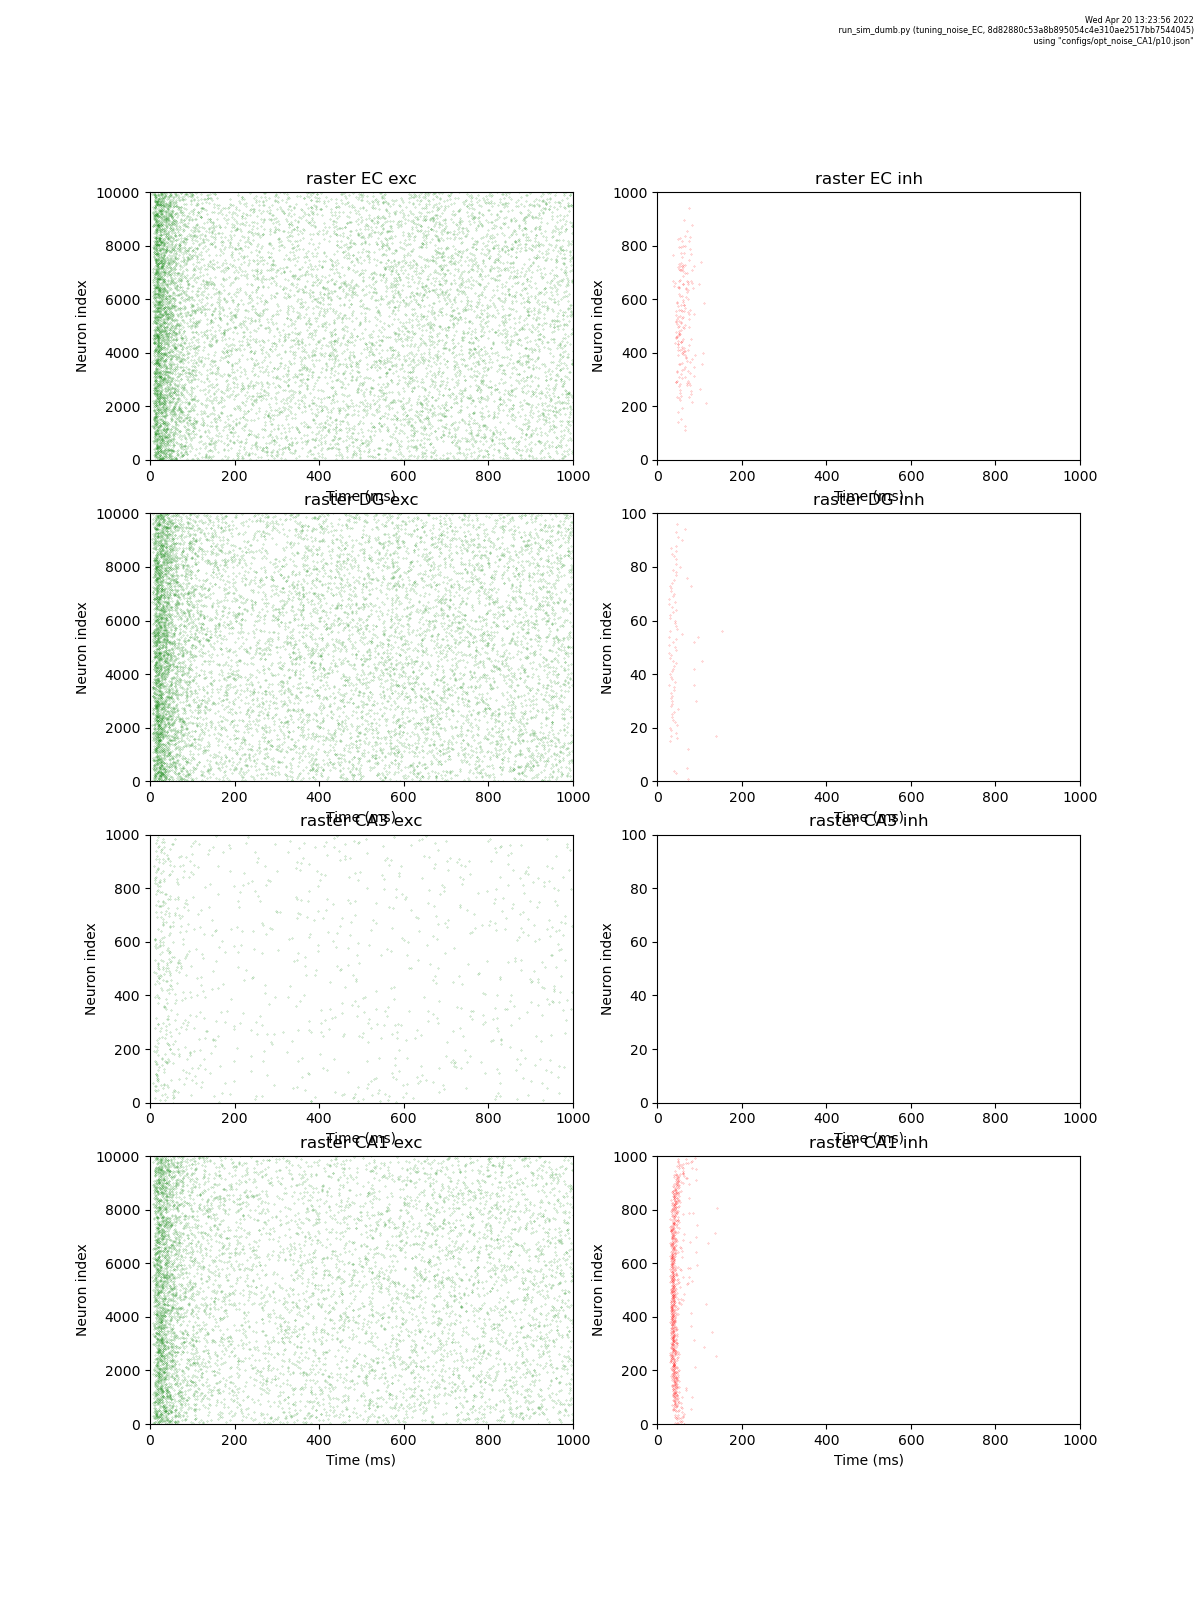 Wed Apr 20 13:23:56 2022
run_sim_dumb.py (tuning_noise_EC, 8d82880c53a8b895054c4e310ae2517bb7544045)
using "configs/opt_noise_CA1/p10.json"
raster EC exc
raster EC inh
10000
8000
6000
4000
2000
0
Neuron index
0 200 400 600 800 1000
Time (ms)
1000
800
600
400
200
0
Neuron index
0 200 400 600 800 1000
Time (ms)
raster DG exc
raster DG inh
10000
8000
6000
4000
2000
0
Neuron index
0 200 400 600 800 1000
Time (ms)
100
80
60
40
20
0
Neuron index
0 200 400 600 800 1000
Time (ms)
raster CA3 exc
raster CA3 inh
1000
800
600
400
200
0
Neuron index
0 200 400 600 800 1000
Time (ms)
100
80
60
40
20
0
Neuron index
0 200 400 600 800 1000
Time (ms)
raster CA1 exc
raster CA1 inh
10000
8000
6000
4000
2000
0
Neuron index
0 200 400 600 800 1000
Time (ms)
1000
800
600
400
200
0
Neuron index
0 200 400 600 800 1000
Time (ms)